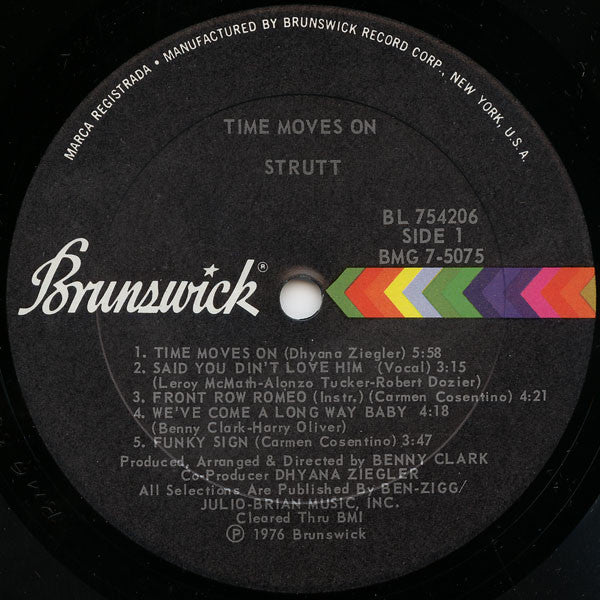 MARCA REGISTRADA • MANUFACTURED BY BRUNSWICK RECORD CORP., NEW YORK, U.S.A.
TIME MOVES ON
STRUTT
BL 754206
SIDE 1
BMG 7-5075
Brunswick®
1. TIME MOVES ON (Dhyana Ziegler) 5:58
2. SAID YOU DIN'T LOVE HIM (Vocal) 3:15
(Leroy McMath-Alonzo Tucker-Robert Dozier)
3. FRONT ROW ROMEO (Instr.) (Carmen Cosentino) 4:21
4. WE'VE COME A LONG WAY BABY 4:18
(Benny Clark-Harry Oliver)
5. FUNKY SIGN (Carmen Cosentino) 3:47
Produced, Arranged & Directed by BENNY CLARK
Co-Producer DHYANA ZIEGLER
All Selections Are Published By BEN-ZIGG/
JULIO-BRIAN MUSIC, INC.
Cleared Thru BMI
℗ 1976 Brunswick